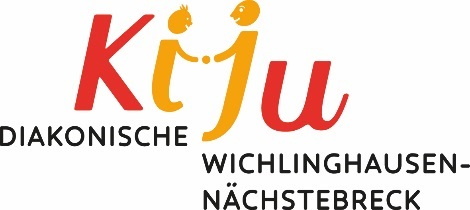 Kiju
DIAKONISCHE
WICHLINGHAUSEN-
NÄCHSTEBRECK